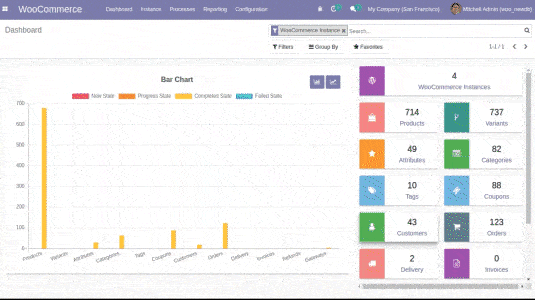 WooCommerce Dashboard Instance Processes Reporting Configuration My Company (San Francisco) Mitchell Admin
Dashboard WooCommerce Instance Search...
Filters Group By Favorites 1-1 / 1
Bar Chart
New State Progress State Completed State Failed State
700
600
500
400
300
200
100
0
Products Variants Attributes Categories Tags Coupons Customers Orders Delivery Invoices Refunds Gateways
4
WooCommerce Instances
714 737
Products Variants
49 82
Attributes Categories
10 88
Tags Coupons
43 123
Customers Orders
2 0
Delivery Invoices